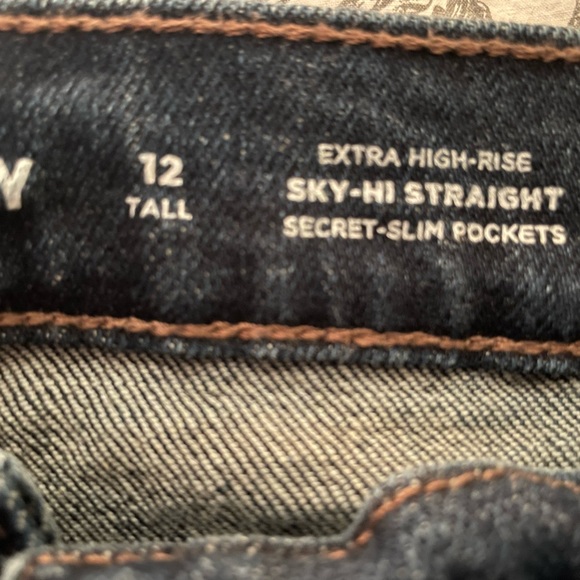 12
TALL
EXTRA HIGH-RISE
SKY-HI STRAIGHT
SECRET-SLIM POCKETS